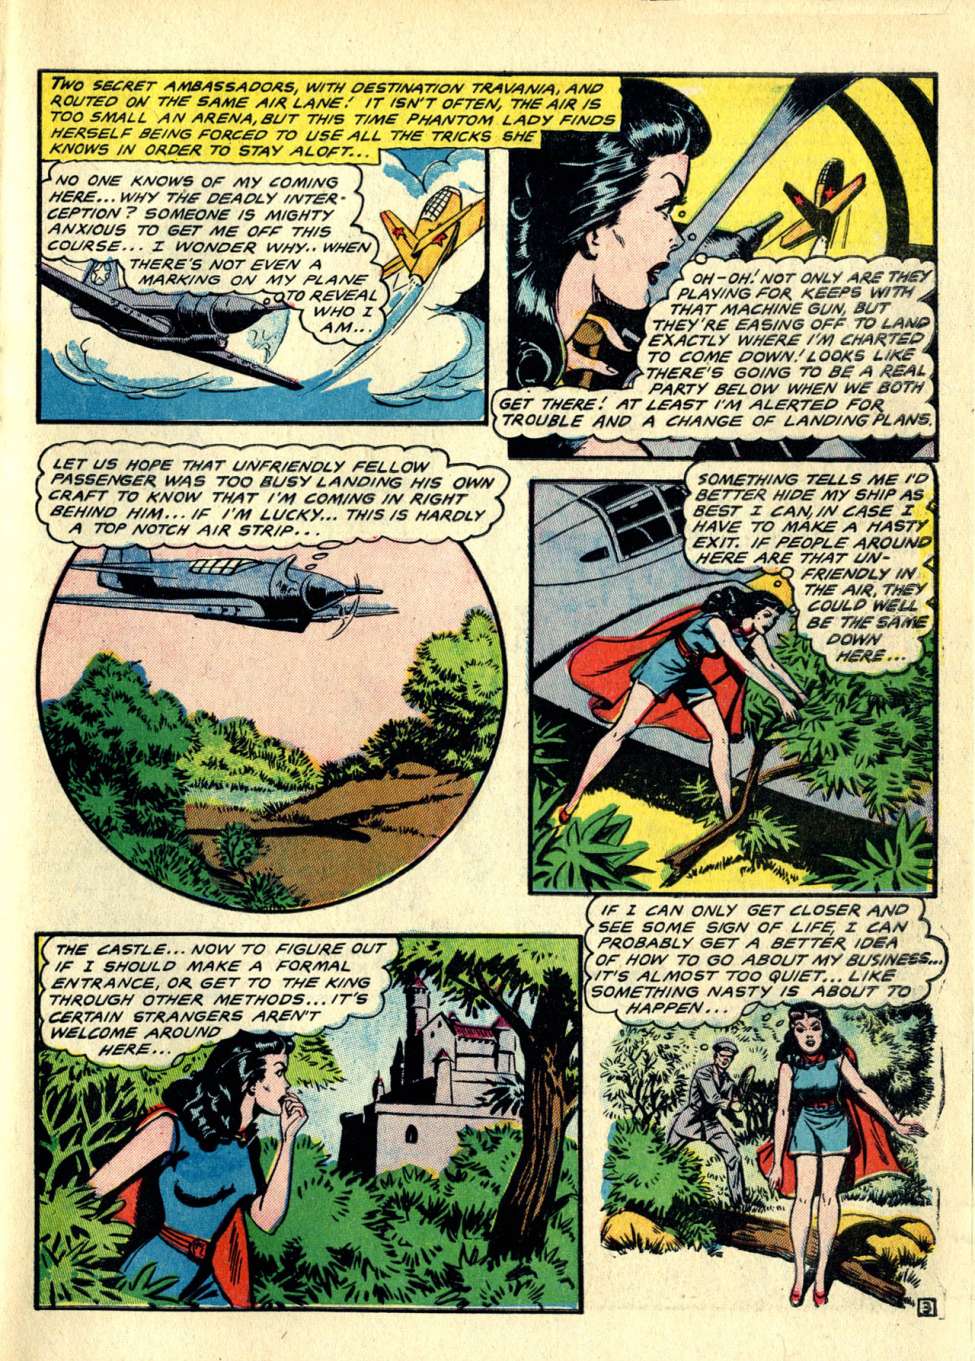 TWO SECRET AMBASSADORS, WITH DESTINATION TRAVANIA, AND
ROUTED ON THE SAME AIR LANE! IT ISN'T OFTEN, THE AIR IS
TOO SMALL AN ARENA, BUT THIS TIME PHANTOM LADY FINDS
HERSELF BEING FORCED TO USE ALL THE TRICKS SHE
KNOWS IN ORDER TO STAY ALOFT...
NO ONE KNOWS OF MY COMING
HERE... WHY THE DEADLY INTER-
CEPTION? SOMEONE IS MIGHTY
ANXIOUS TO GET ME OFF THIS
COURSE... I WONDER WHY.. WHEN
THERE'S NOT EVEN A
MARKING ON MY PLANE
TO REVEAL
WHO I
AM...
OH-OH! NOT ONLY ARE THEY
PLAYING FOR KEEPS WITH
THAT MACHINE GUN, BUT
THEY'RE EASING OFF TO LAND
EXACTLY WHERE I'M CHARTED
TO COME DOWN! LOOKS LIKE
THERE'S GOING TO BE A REAL
PARTY BELOW WHEN WE BOTH
GET THERE! AT LEAST I'M ALERTED FOR
TROUBLE AND A CHANGE OF LANDING PLANS.
LET US HOPE THAT UNFRIENDLY FELLOW
PASSENGER WAS TOO BUSY LANDING HIS OWN
CRAFT TO KNOW THAT I'M COMING IN RIGHT
BEHIND HIM... IF I'M LUCKY... THIS IS HARDLY
A TOP NOTCH AIR STRIP...
SOMETHING TELLS ME I'D
BETTER HIDE MY SHIP AS
BEST I CAN, IN CASE I
HAVE TO MAKE A HASTY
EXIT. IF PEOPLE AROUND
HERE ARE THAT UN-
FRIENDLY IN
THE AIR, THEY
COULD WELL
BE THE SAME
DOWN
HERE...
THE CASTLE... NOW TO FIGURE OUT
IF I SHOULD MAKE A FORMAL
ENTRANCE, OR GET TO THE KING
THROUGH OTHER METHODS... IT'S
CERTAIN STRANGERS AREN'T
WELCOME AROUND
HERE...
IF I CAN ONLY GET CLOSER AND
SEE SOME SIGN OF LIFE, I CAN
PROBABLY GET A BETTER IDEA
OF HOW TO GO ABOUT MY BUSINESS...
IT'S ALMOST TOO QUIET... LIKE
SOMETHING NASTY IS ABOUT TO
HAPPEN...
3